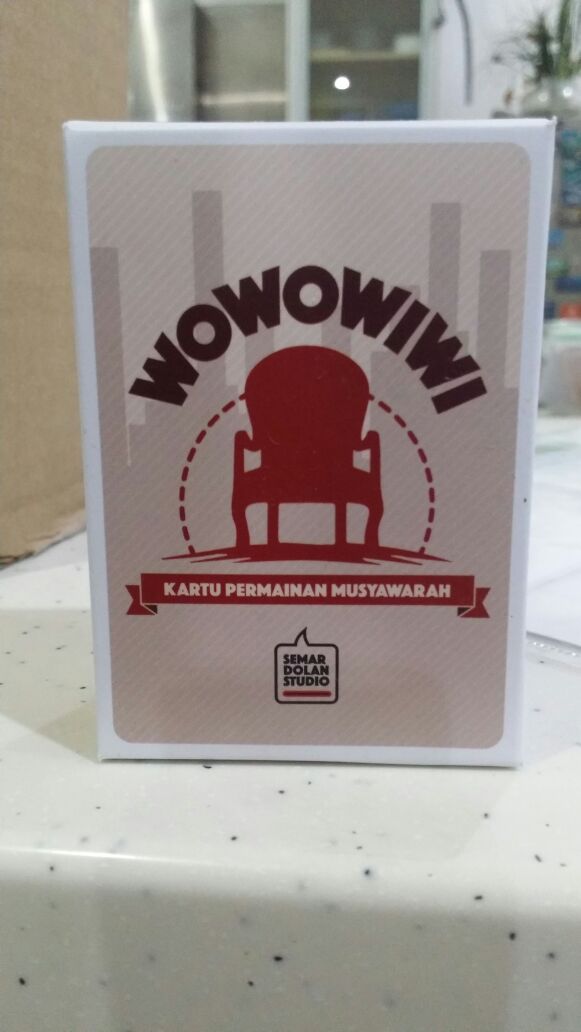 WOWOWIWI
KARTU PERMAINAN MUSYAWARAH
SEMAR
DOLAN
STUDIO